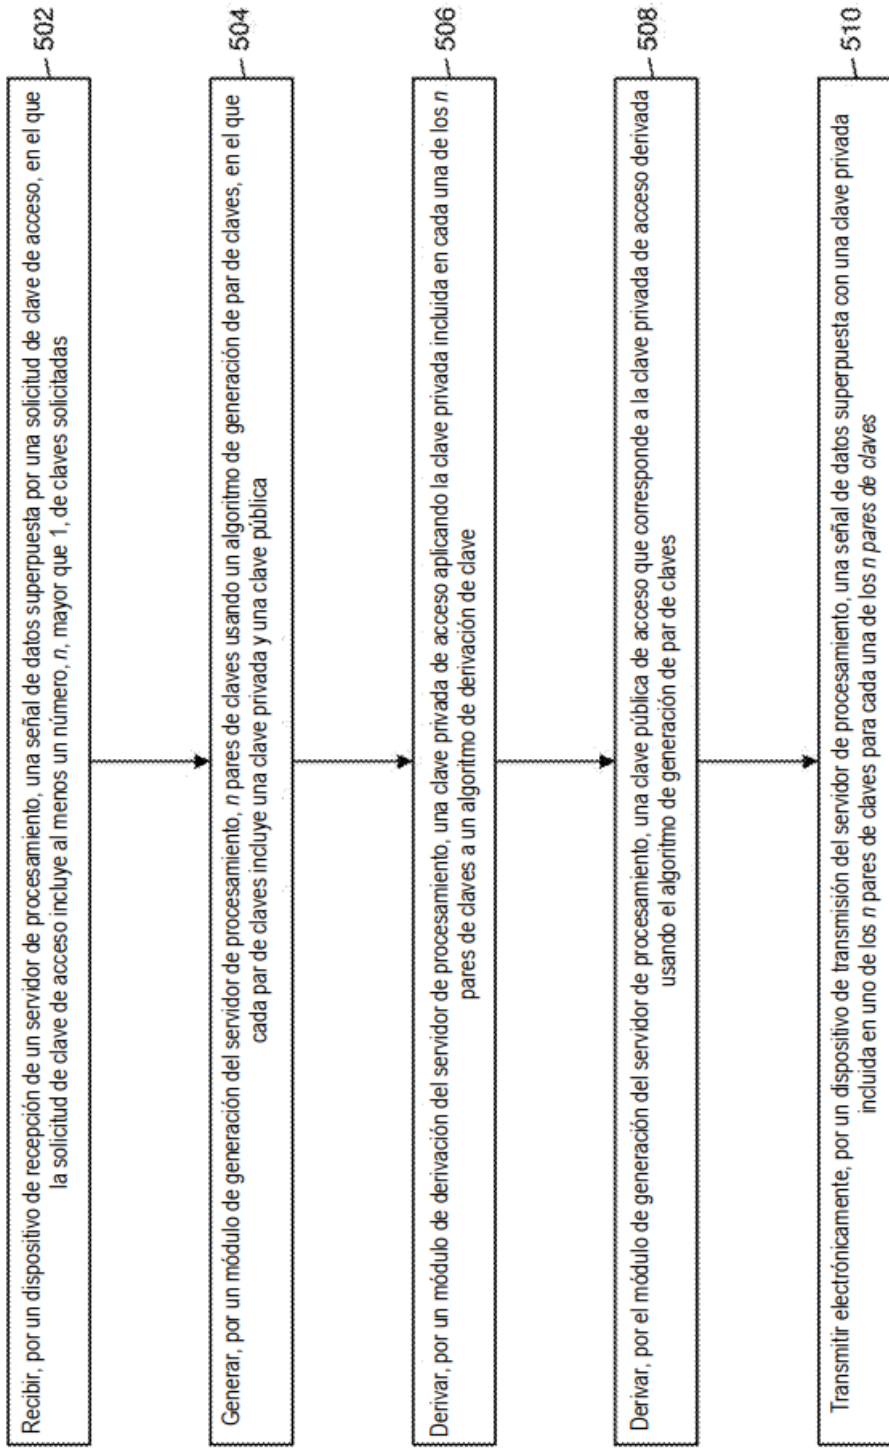 502
Recibir, por un dispositivo de recepción de un servidor de procesamiento, una señal de datos superpuesta por una solicitud de clave de acceso, en el que
la solicitud de clave de acceso incluye al menos un número, n, mayor que 1, de claves solicitadas
504
Generar, por un módulo de generación del servidor de procesamiento, n pares de claves usando un algoritmo de generación de par de claves, en el que
cada par de claves incluye una clave privada y una clave pública
506
Derivar, por un módulo de derivación del servidor de procesamiento, una clave privada de acceso aplicando la clave privada incluida en cada una de los n
pares de claves a un algoritmo de derivación de clave
508
Derivar, por el módulo de generación del servidor de procesamiento, una clave pública de acceso que corresponde a la clave privada de acceso derivada
usando el algoritmo de generación de par de claves
510
Transmitir electrónicamente, por un dispositivo de transmisión del servidor de procesamiento, una señal de datos superpuesta con una clave privada
incluida en uno de los n pares de claves para cada una de los n pares de claves